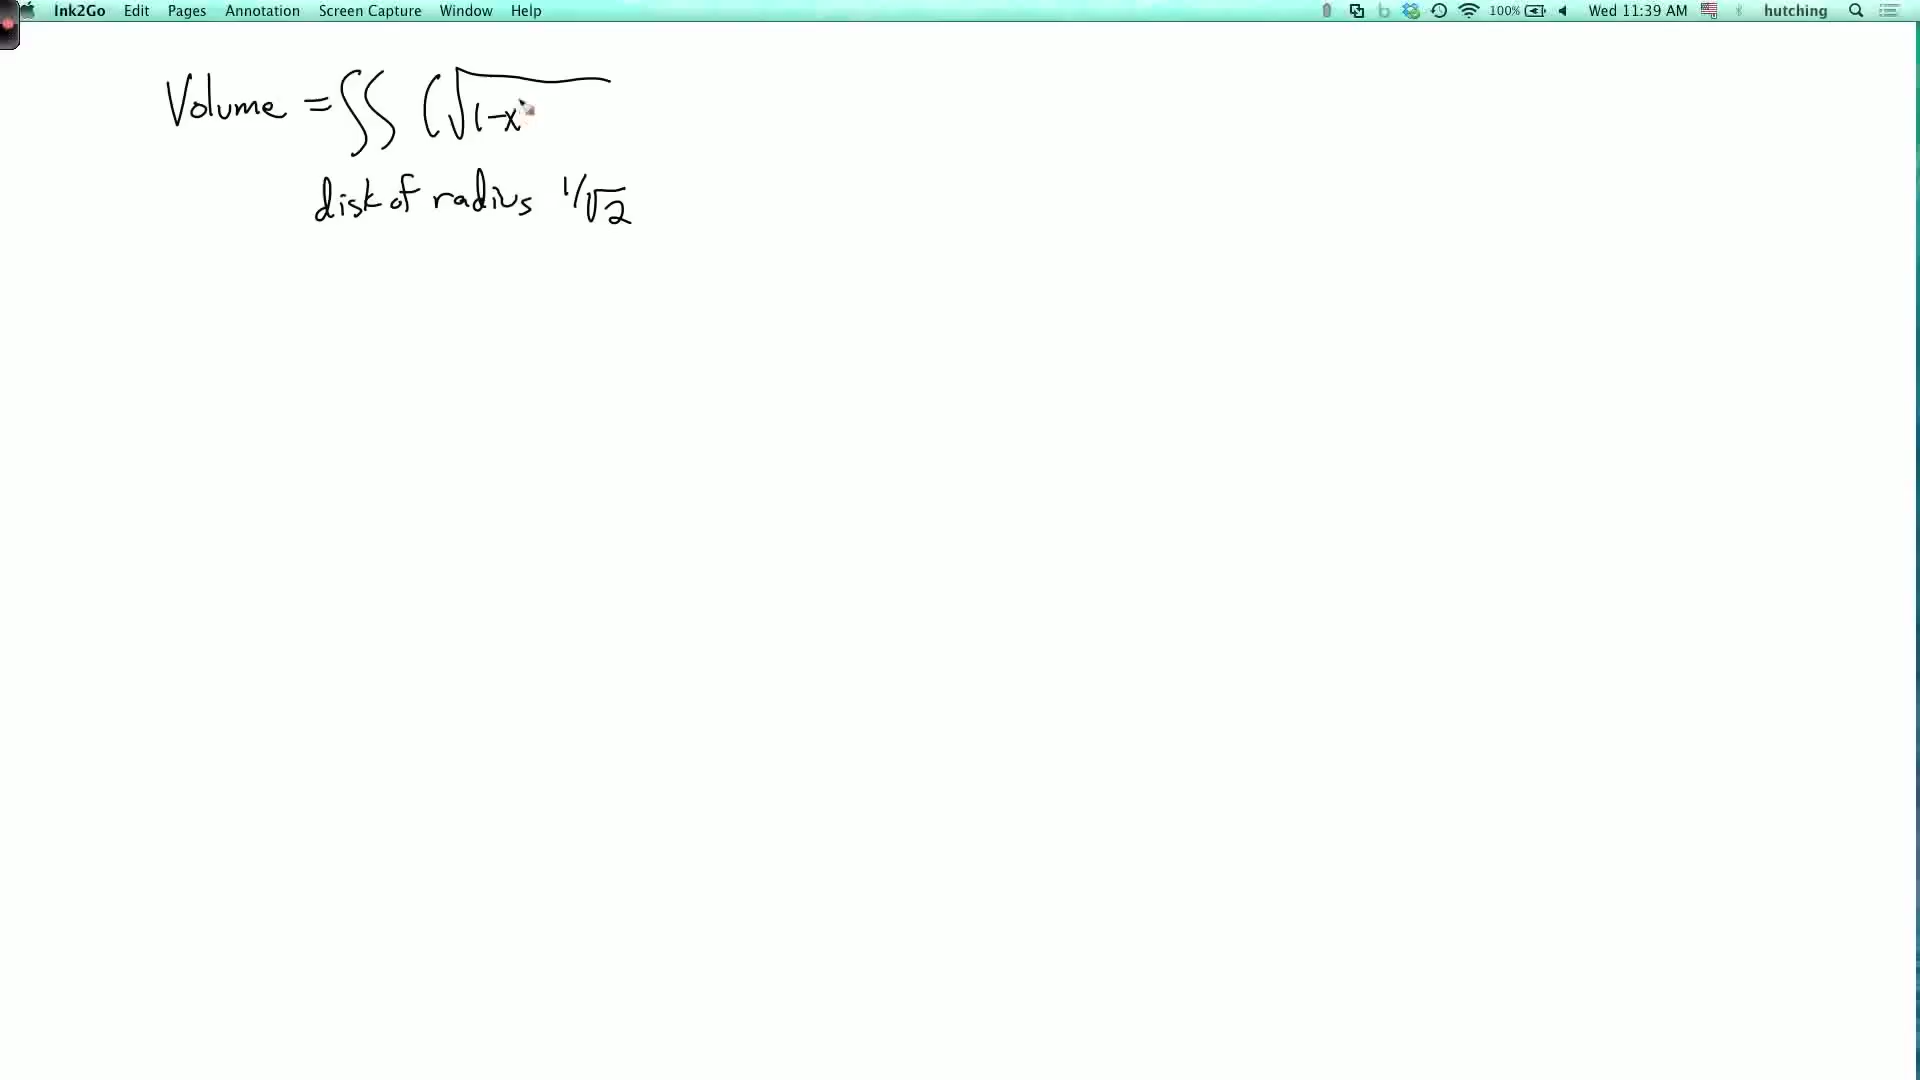 Ink2Go Edit Pages Annotation Screen Capture Window Help 100% Wed 11:39 AM hutching
Volume = ∬ (√1-x
disk of radius 1/√2